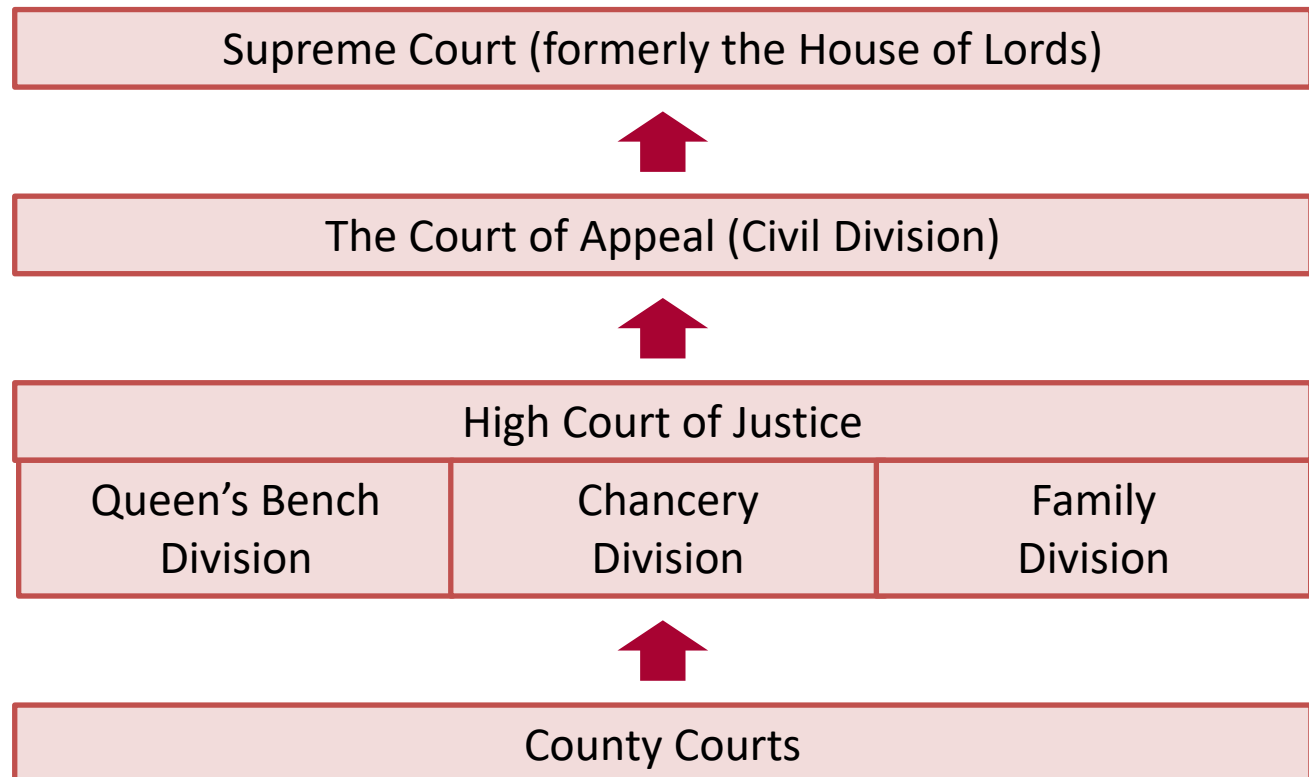 Supreme Court (formerly the House of Lords)
The Court of Appeal (Civil Division)
High Court of Justice
Queen’s Bench
Division
Chancery
Division
Family
Division
County Courts